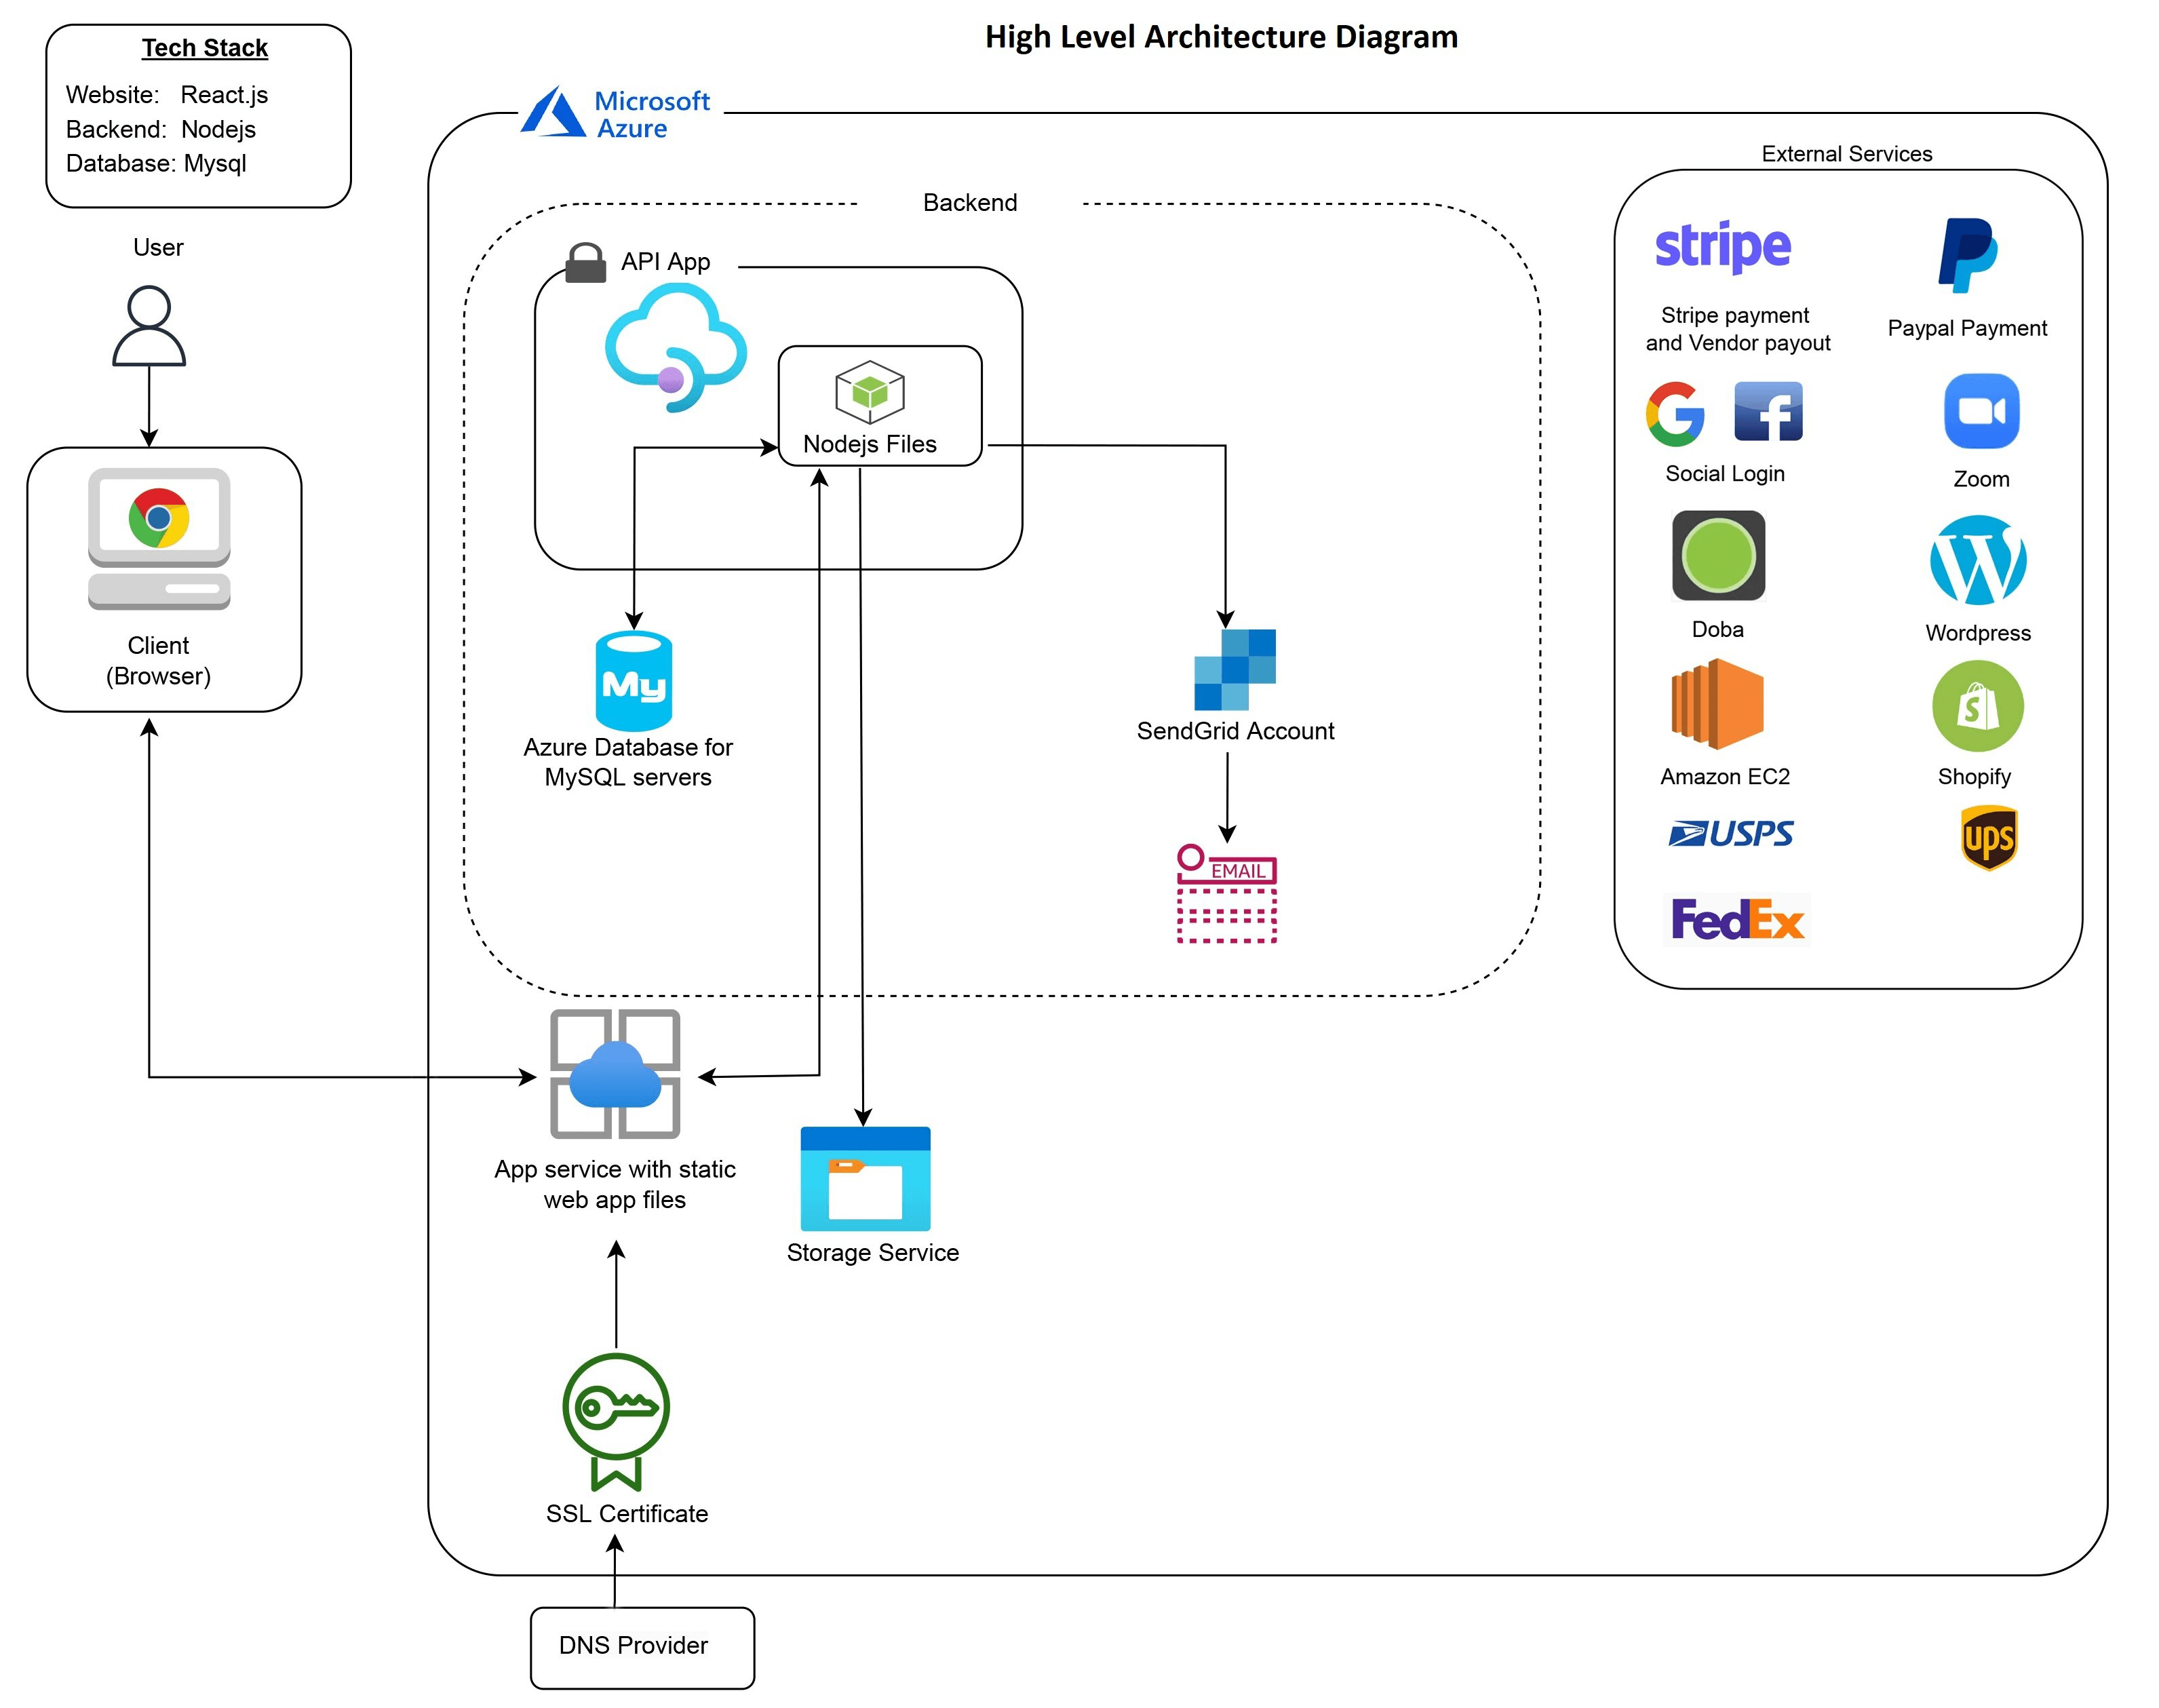 High Level Architecture Diagram
Tech Stack
Website: React.js
Backend: Nodejs
Database: Mysql
Microsoft
Azure
External Services
Backend
User
API App
stripe
Stripe payment
and Vendor payout
Paypal Payment
Nodejs Files
Social Login
Zoom
Client
(Browser)
Doba
Wordpress
My
Azure Database for
MySQL servers
SendGrid Account
Amazon EC2
S
Shopify
USPS
ups
EMAIL
FedEx
App service with static
web app files
Storage Service
SSL Certificate
DNS Provider